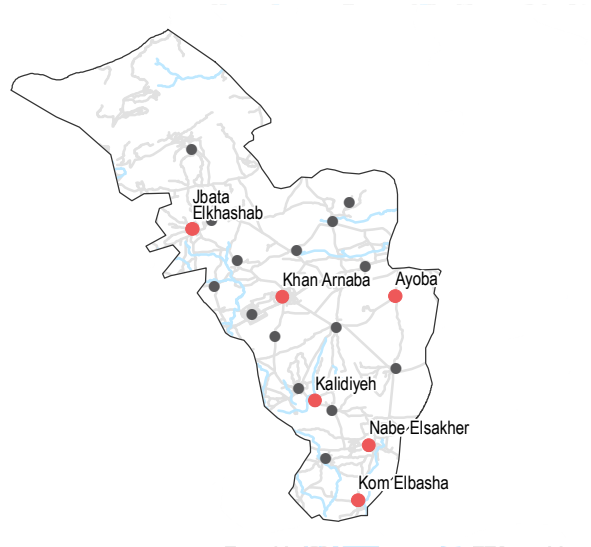 Jbata
Elkhashab
Khan Arnaba
Ayoba
Kalidiyeh
Nabe Elsakher
Kom Elbasha